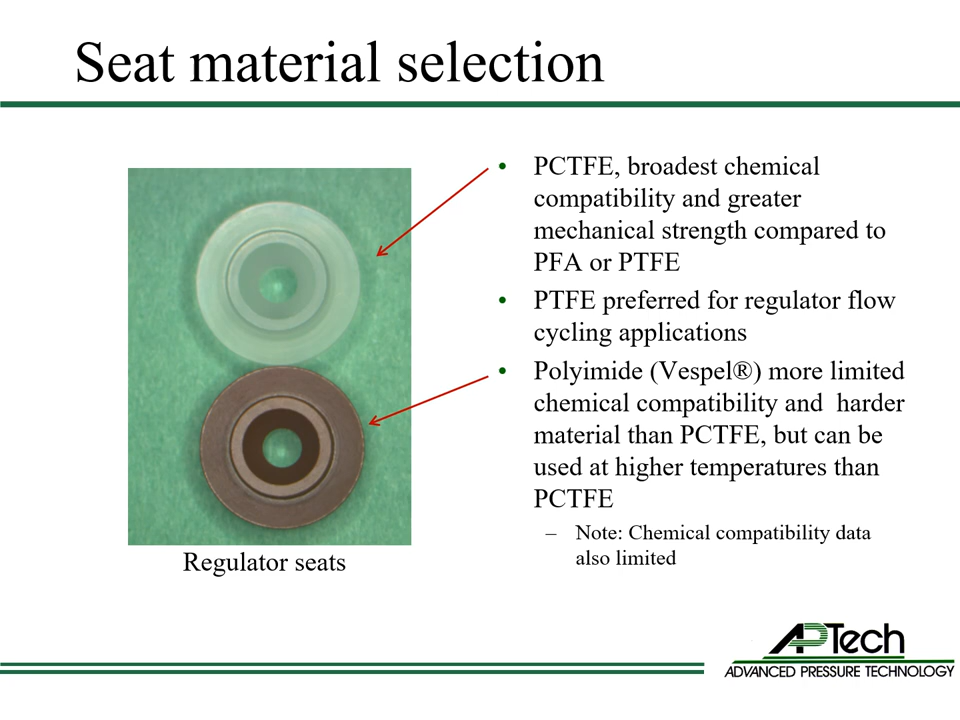 Seat material selection
• PCTFE, broadest chemical
compatibility and greater
mechanical strength compared to
PFA or PTFE
• PTFE preferred for regulator flow
cycling applications
• Polyimide (Vespel®) more limited
chemical compatibility and  harder
material than PCTFE, but can be
used at higher temperatures than
PCTFE
– Note: Chemical compatibility data
also limited
Regulator seats
APTech
ADVANCED PRESSURE TECHNOLOGY